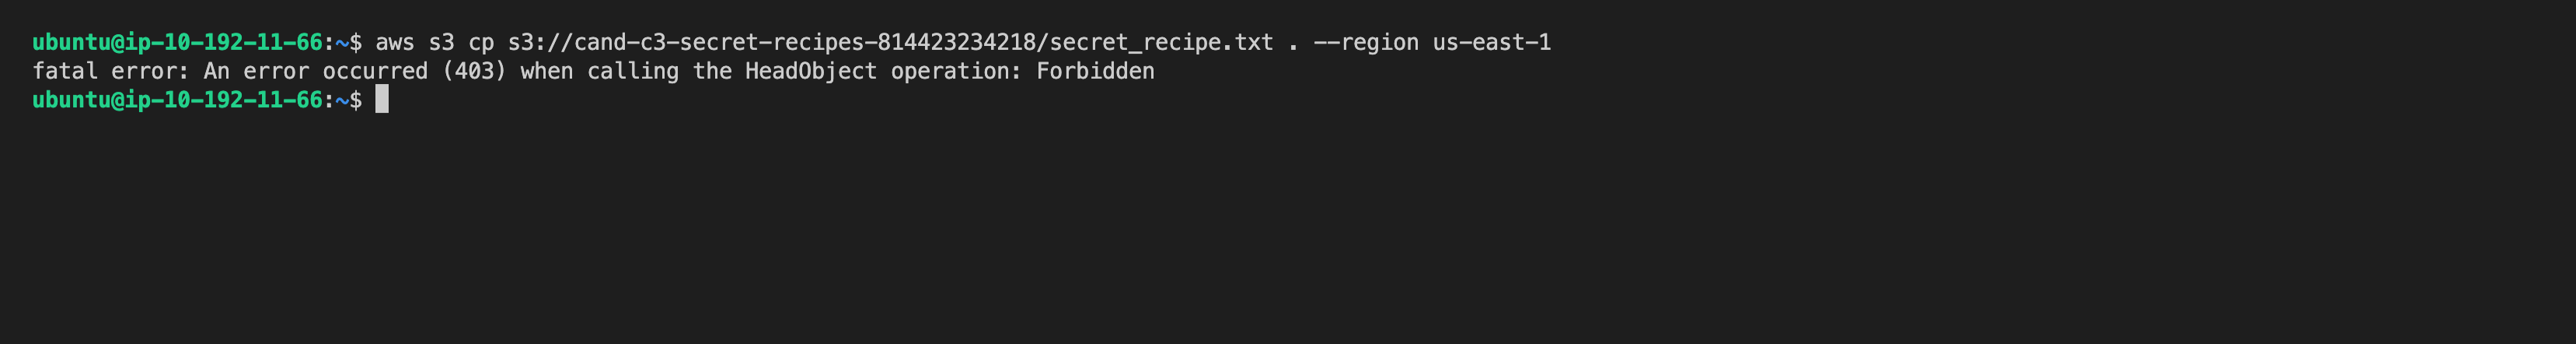 ubuntu@ip-10-192-11-66:~$ aws s3 cp s3://cand-c3-secret-recipes-814423234218/secret_recipe.txt . --region us-east-1
fatal error: An error occurred (403) when calling the HeadObject operation: Forbidden
ubuntu@ip-10-192-11-66:~$